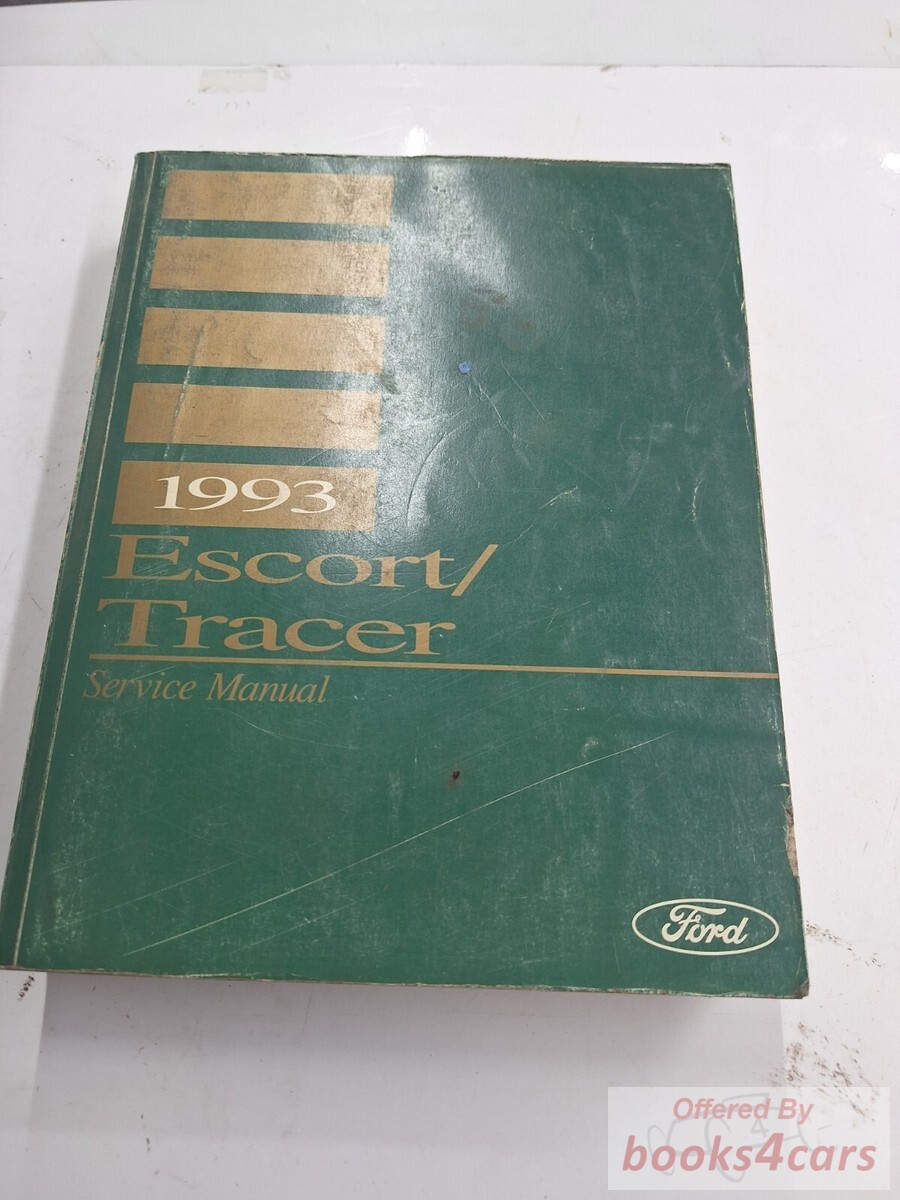 1993
Escort/
Tracer
Service Manual
Ford
Offered By
books4cars